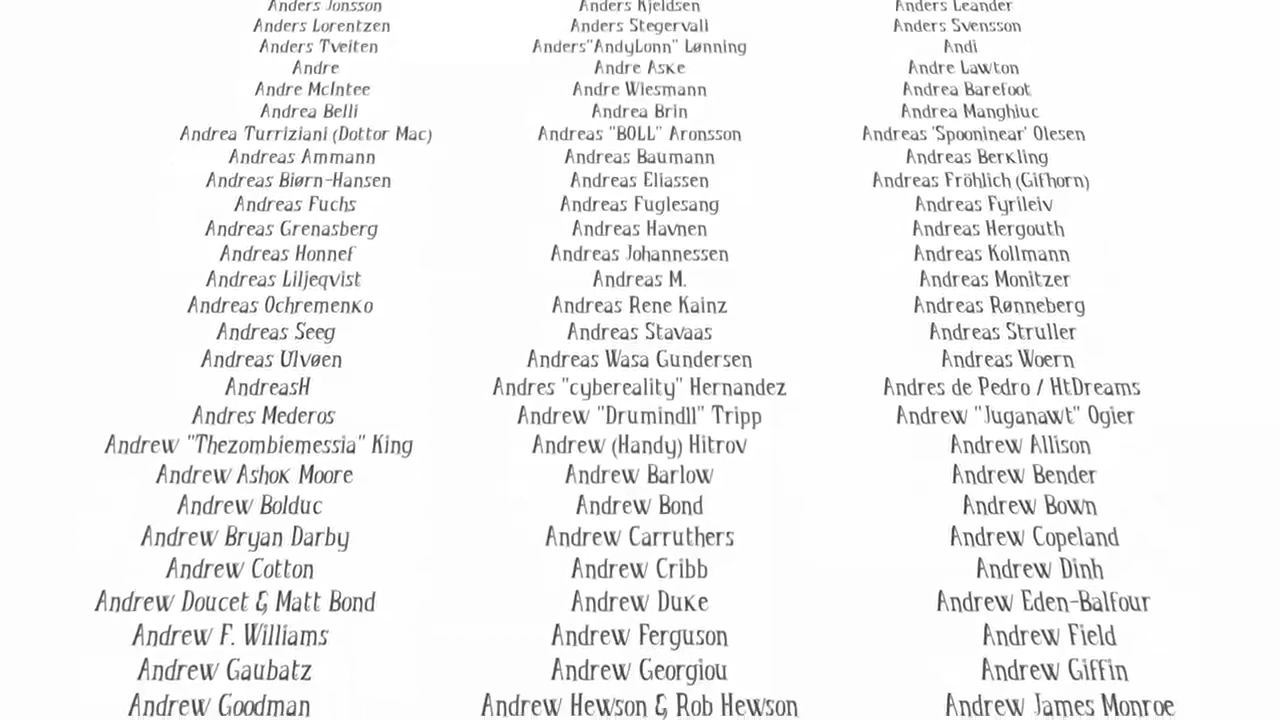 Anders Jonsson Anders Kjeldsen Anders Leander
Anders Lorentzen Anders Stegervall Anders Svensson
Anders Tveiten Anders"AndyLonn" Lønning Andi
Andre Andre Aske Andre Lawton
Andre McIntee Andre Wiesmann Andrea Barefoot
Andrea Belli Andrea Brin Andrea Manghiuc
Andrea Turriziani (Dottor Mac) Andreas "BOLL" Aronsson Andreas 'Spooninear' Olesen
Andreas Ammann Andreas Baumann Andreas Berkling
Andreas Biørn-Hansen Andreas Eliassen Andreas Fröhlich (Gifhorn)
Andreas Fuchs Andreas Fuglesang Andreas Fyrileiv
Andreas Grenasberg Andreas Havnen Andreas Hergouth
Andreas Honnef Andreas Johannessen Andreas Kollmann
Andreas Liljeqvist Andreas M. Andreas Monitzer
Andreas Ochremenko Andreas Rene Kainz Andreas Rønneberg
Andreas Seeg Andreas Stavaas Andreas Struller
Andreas Ulvøen Andreas Wasa Gundersen Andreas Woern
AndreasH Andres "cybereality" Hernandez Andres de Pedro / HtDreams
Andres Mederos Andrew "Drumindll" Tripp Andrew "Juganawt" Ogier
Andrew "Thezombiemessia" King Andrew (Handy) Hitrov Andrew Allison
Andrew Ashok Moore Andrew Barlow Andrew Bender
Andrew Bolduc Andrew Bond Andrew Bown
Andrew Bryan Darby Andrew Carruthers Andrew Copeland
Andrew Cotton Andrew Cribb Andrew Dinh
Andrew Doucet & Matt Bond Andrew Duke Andrew Eden-Balfour
Andrew F. Williams Andrew Ferguson Andrew Field
Andrew Gaubatz Andrew Georgiou Andrew Giffin
Andrew Goodman Andrew Hewson & Rob Hewson Andrew James Monroe